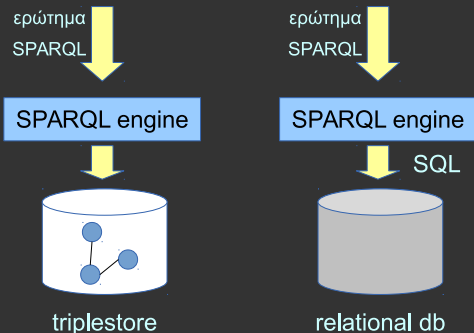 ερώτημα
SPARQL
SPARQL engine
triplestore
ερώτημα
SPARQL
SPARQL engine
SQL
relational db